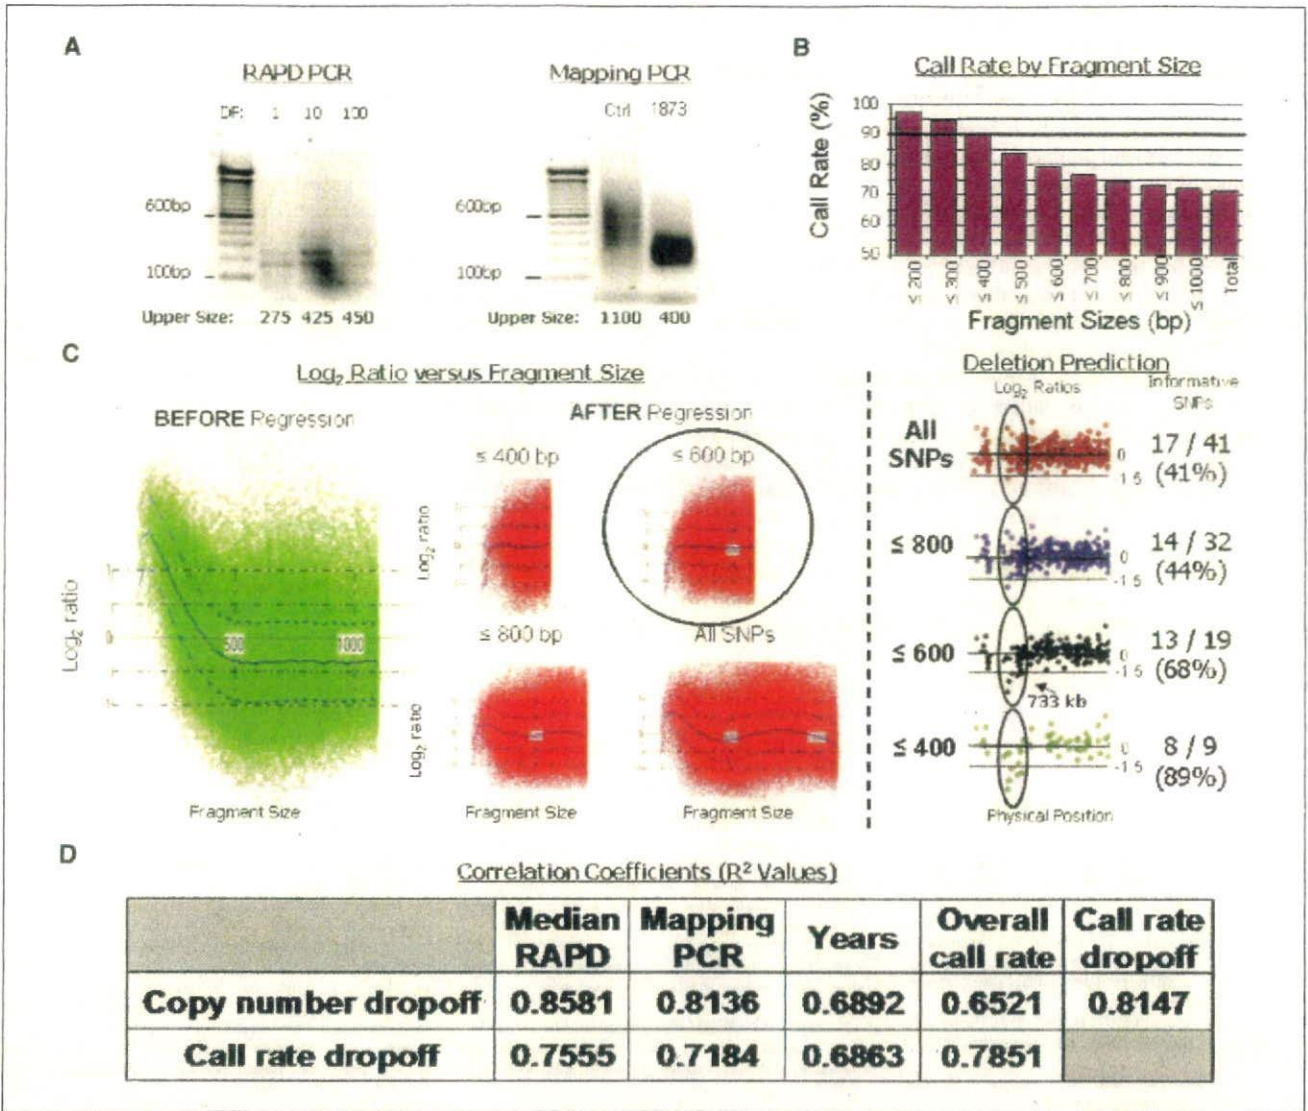 A
RAPD PCR
DF: 1 10 100
600bp
100bp
Upper Size: 275 425 450
Mapping PCR
Ctrl 1873
600bp
100bp
Upper Size: 1100 400
B
Call Rate by Fragment Size
Call Rate (%)
100
90
80
70
60
50
≤ 200 ≤ 300 ≤ 400 ≤ 500 ≤ 600 ≤ 700 ≤ 800 ≤ 900 ≤ 1000 Total
Fragment Sizes (bp)
C
Log₂ Ratio versus Fragment Size
BEFORE Regression
Log₂ ratio
0
500 1000
Fragment Size
AFTER Regression
≤ 400 bp
≤ 600 bp
Log₂ ratio
≤ 800 bp
All SNPs
Log₂ ratio
Fragment Size
Fragment Size
Deletion Prediction
Log₂ Ratios
Informative
SNPs
All
SNPs
0
-1.5
17 / 41
(41%)
≤ 800
0
-1.5
14 / 32
(44%)
≤ 600
0
-1.5
13 / 19
(68%)
733 kb
≤ 400
0
-1.5
8 / 9
(89%)
Physical Position
D
Correlation Coefficients (R² Values)
Median RAPD Mapping PCR Years Overall call rate Call rate dropoff
Copy number dropoff 0.8581 0.8136 0.6892 0.6521 0.8147
Call rate dropoff 0.7555 0.7184 0.6863 0.7851